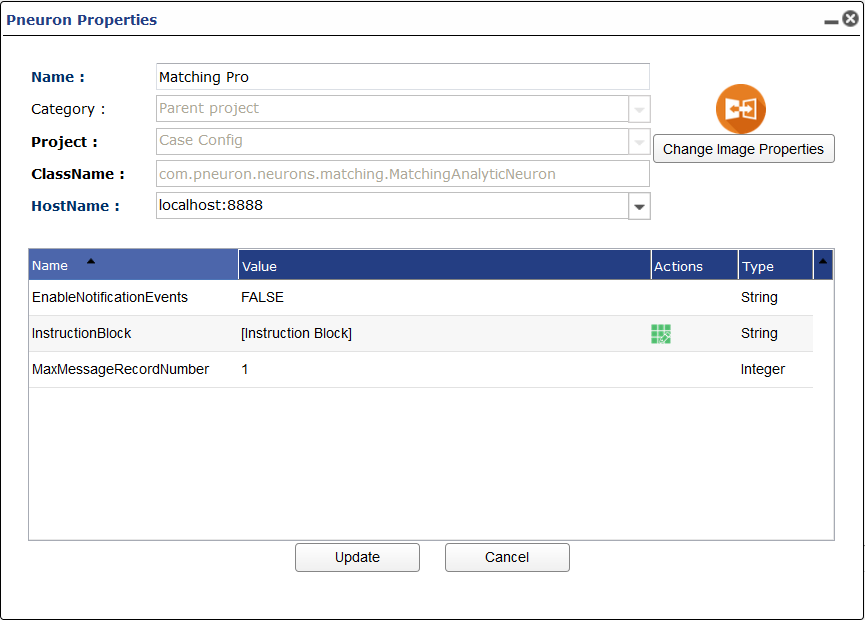 Pneuron Properties
Name : Matching Pro
Category : Parent project
Project : Case Config
Change Image Properties
ClassName : com.pneuron.neurons.matching.MatchingAnalyticNeuron
HostName : localhost:8888
Name Value Actions Type
EnableNotificationEvents FALSE String
InstructionBlock [Instruction Block] String
MaxMessageRecordNumber 1 Integer
Update Cancel